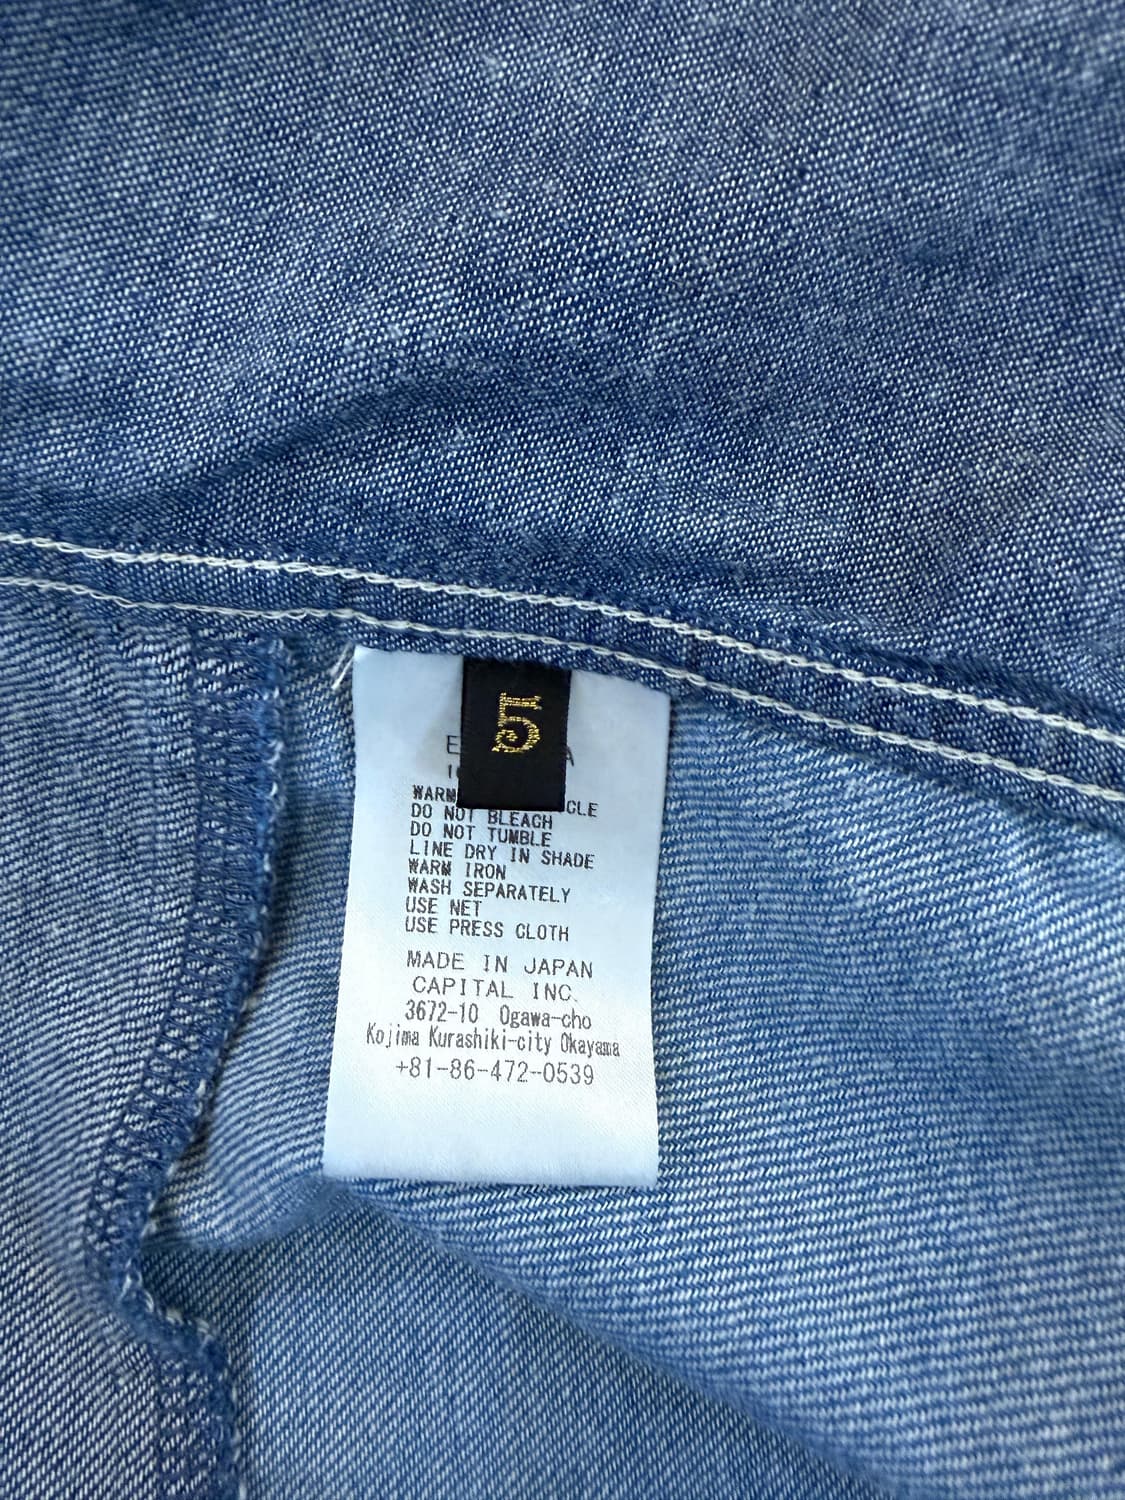 5
DO NOT BLEACH
DO NOT TUMBLE
LINE DRY IN SHADE
WARM IRON
WASH SEPARATELY
USE NET
USE PRESS CLOTH
MADE IN JAPAN
CAPITAL INC.
3672-10 Ogawa-cho
Kojima Kurashiki-city Okayama
+81-86-472-0539